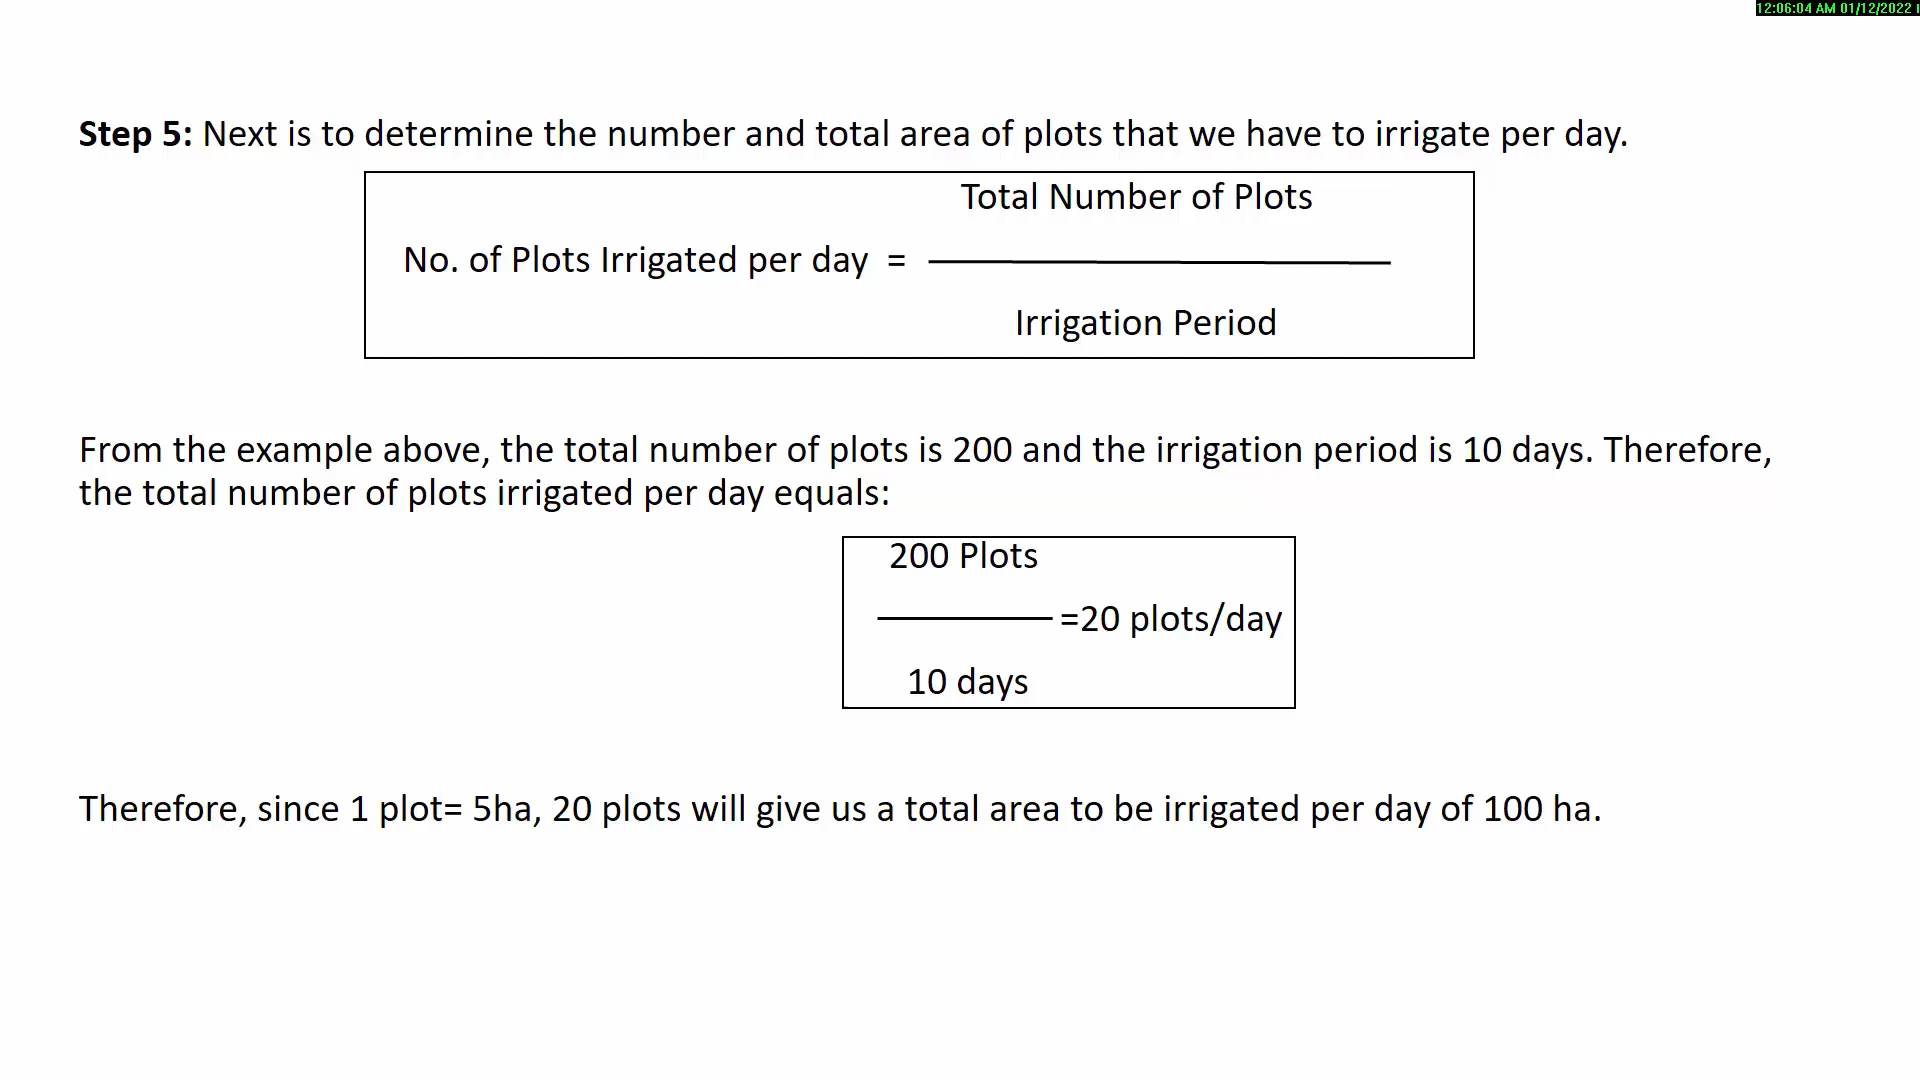 12:06:04 AM 01/12/2022
Step 5: Next is to determine the number and total area of plots that we have to irrigate per day.
Total Number of Plots
No. of Plots Irrigated per day =
Irrigation Period
From the example above, the total number of plots is 200 and the irrigation period is 10 days. Therefore,
the total number of plots irrigated per day equals:
200 Plots
=20 plots/day
10 days
Therefore, since 1 plot= 5ha, 20 plots will give us a total area to be irrigated per day of 100 ha.